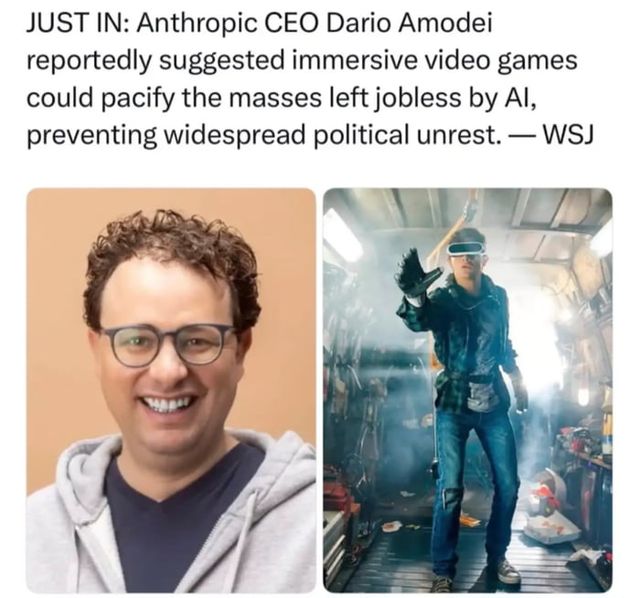 JUST IN: Anthropic CEO Dario Amodei
reportedly suggested immersive video games
could pacify the masses left jobless by AI,
preventing widespread political unrest. — WSJ